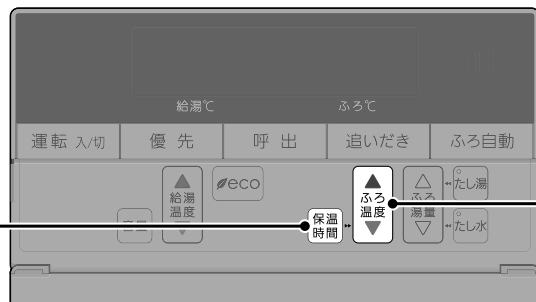 給湯℃
ふろ℃
運転 入/切
優先
呼出
追いだき
ふろ自動
音量
給湯
温度
eco
保温
時間
ふろ
温度
ふろ
湯量
たし湯
たし水